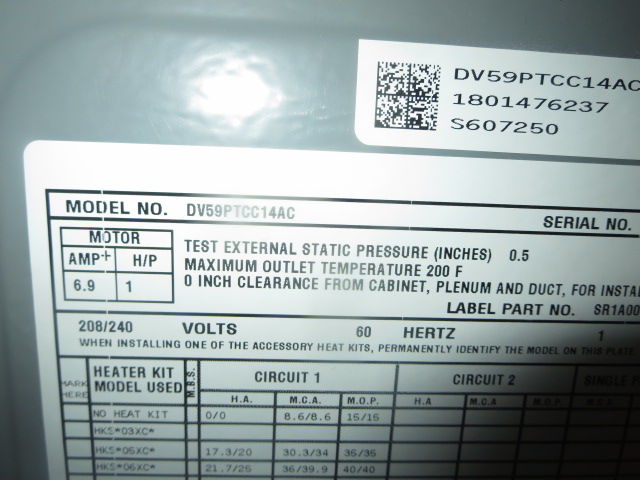 DV59PTCC14AC
1801476237
S607250
MODEL NO. DV59PTCC14AC
SERIAL NO.
MOTOR
AMP+ H/P
6.9 1
TEST EXTERNAL STATIC PRESSURE (INCHES) 0.5
MAXIMUM OUTLET TEMPERATURE 200 F
0 INCH CLEARANCE FROM CABINET, PLENUM AND DUCT, FOR INSTAL
LABEL PART NO. SR1A00
208/240 VOLTS 60 HERTZ 1
WHEN INSTALLING ONE OF THE ACCESSORY HEAT KITS, PERMANENTLY IDENTIFY THE MODEL ON THIS PLATE
MARK HERE
HEATER KIT MODEL USED
M.B.S.
CIRCUIT 1 CIRCUIT 2 SINGLE
H.A. M.C.A. M.O.P. H.A M.C.A M.O.P M.C.A
NO HEAT KIT 0/0 8.6/8.6 15/15
HKS*03XC*
HKS*05XC* 17.3/20 30.3/34 35/35
HKS*06XC* 21.7/25 36/39.9 40/40